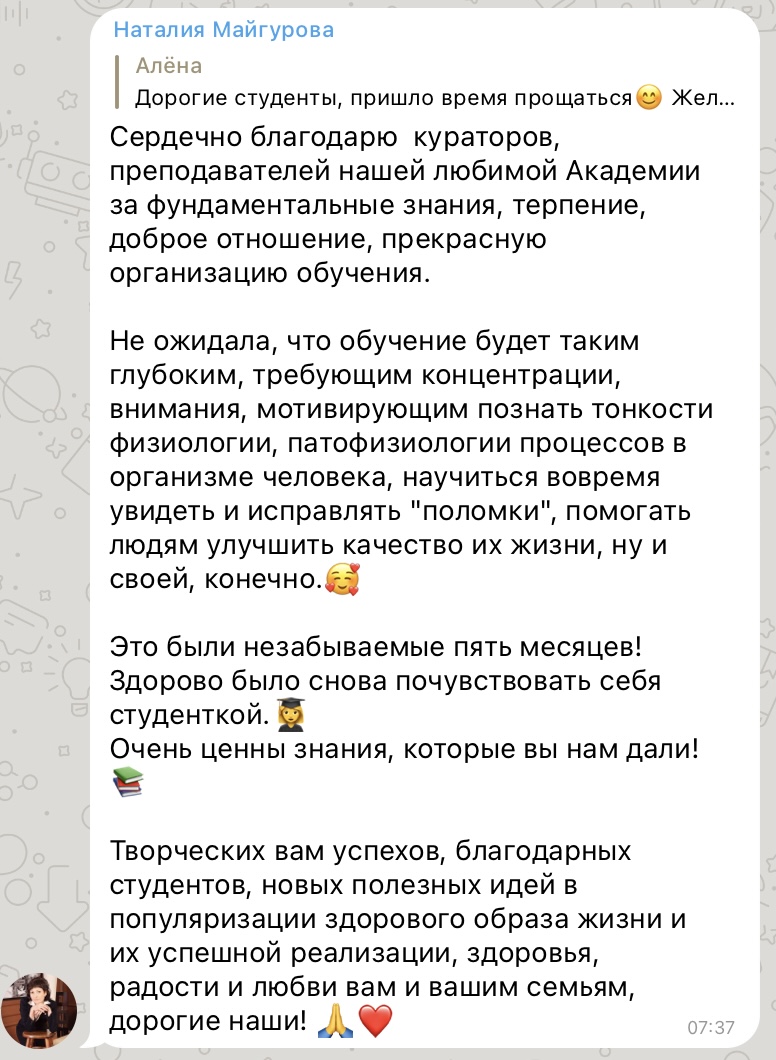 Наталия Майгурова
Алёна
Дорогие студенты, пришло время прощаться😊 Жел...
Сердечно благодарю кураторов,
преподавателей нашей любимой Академии
за фундаментальные знания, терпение,
доброе отношение, прекрасную
организацию обучения.
Не ожидала, что обучение будет таким
глубоким, требующим концентрации,
внимания, мотивирующим познать тонкости
физиологии, патофизиологии процессов в
организме человека, научиться вовремя
увидеть и исправлять "поломки", помогать
людям улучшить качество их жизни, ну и
своей, конечно.🥰
Это были незабываемые пять месяцев!
Здорово было снова почувствовать себя
студенткой. 👩‍🎓
Очень ценны знания, которые вы нам дали!
📚
Творческих вам успехов, благодарных
студентов, новых полезных идей в
популяризации здорового образа жизни и
их успешной реализации, здоровья,
радости и любви вам и вашим семьям,
дорогие наши! 🙏❤️
07:37